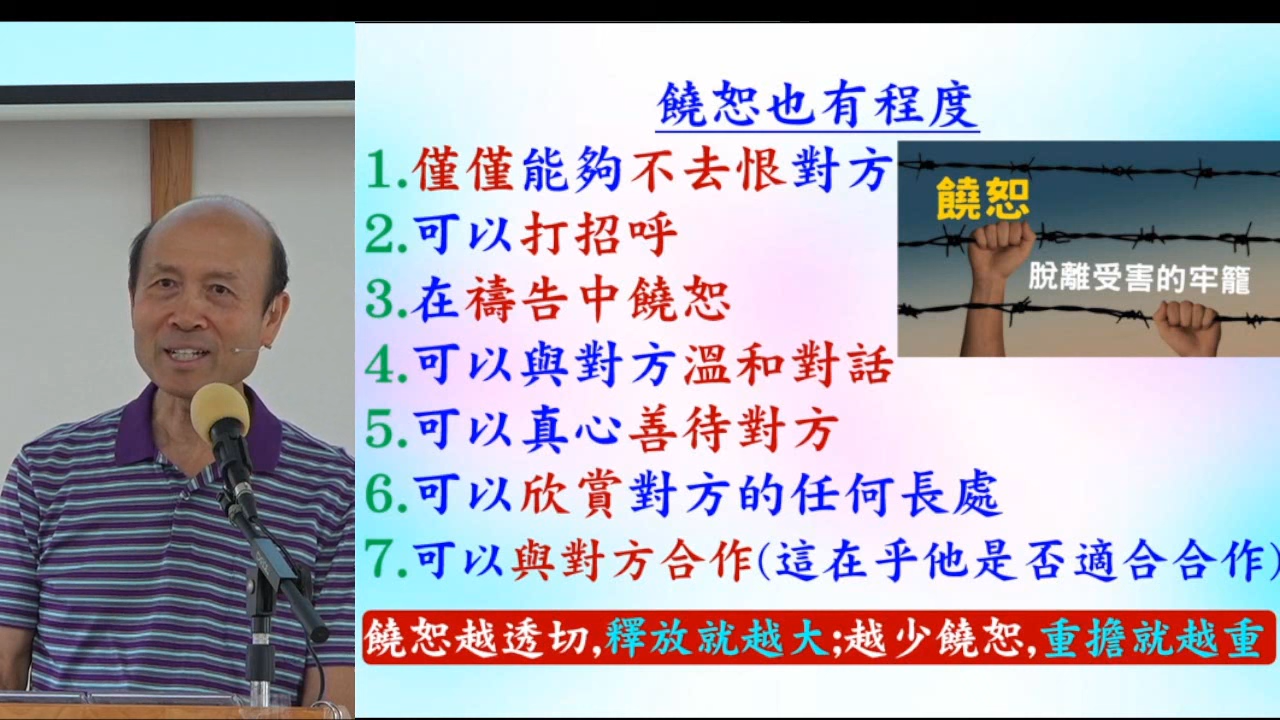 饒恕也有程度
1.僅僅能夠不去恨對方
2.可以打招呼
3.在禱告中饒恕
4.可以與對方溫和對話
5.可以真心善待對方
6.可以欣賞對方的任何長處
7.可以與對方合作(這在乎他是否適合合作)
饒恕越透切,釋放就越大;越少饒恕,重擔就越重
饒恕
脫離受害的牢籠